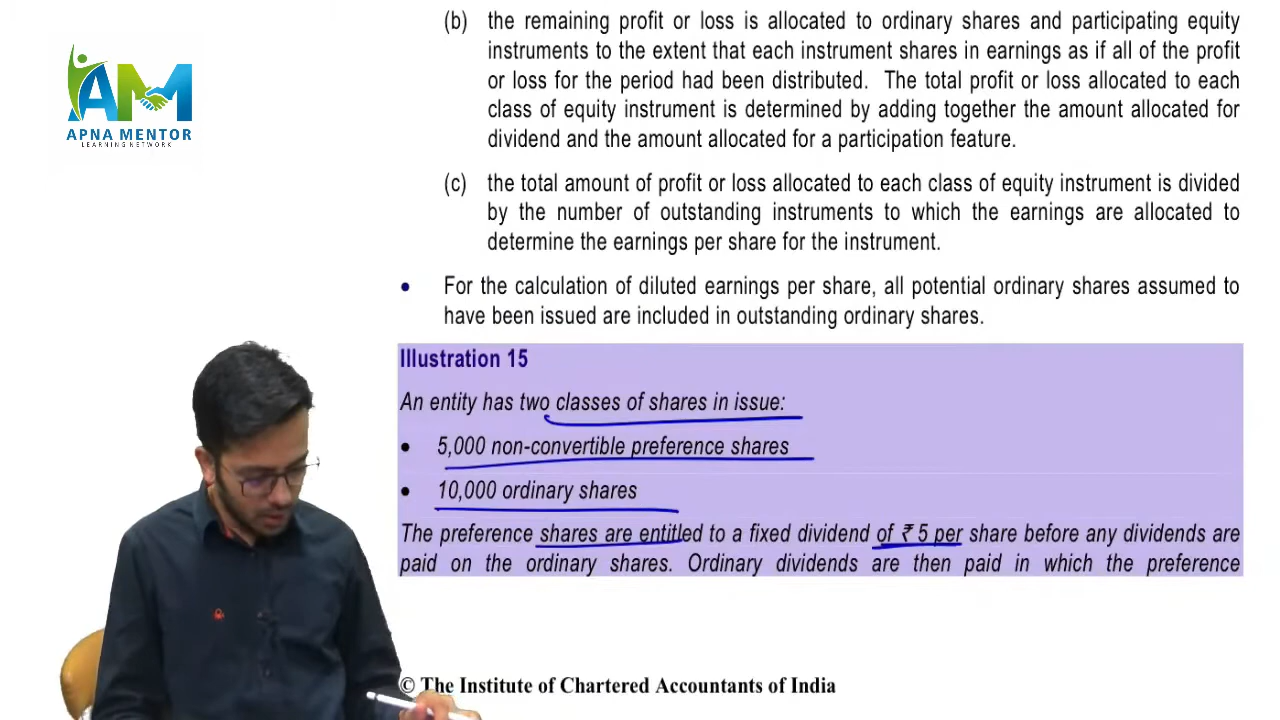 AM
APNA MENTOR
LEARNING NETWORK
(b) the remaining profit or loss is allocated to ordinary shares and participating equity
instruments to the extent that each instrument shares in earnings as if all of the profit
or loss for the period had been distributed. The total profit or loss allocated to each
class of equity instrument is determined by adding together the amount allocated for
dividend and the amount allocated for a participation feature.
(c) the total amount of profit or loss allocated to each class of equity instrument is divided
by the number of outstanding instruments to which the earnings are allocated to
determine the earnings per share for the instrument.
• For the calculation of diluted earnings per share, all potential ordinary shares assumed to
have been issued are included in outstanding ordinary shares.
Illustration 15
An entity has two classes of shares in issue:
• 5,000 non-convertible preference shares
• 10,000 ordinary shares
The preference shares are entitled to a fixed dividend of ₹ 5 per share before any dividends are
paid on the ordinary shares. Ordinary dividends are then paid in which the preference
© The Institute of Chartered Accountants of India